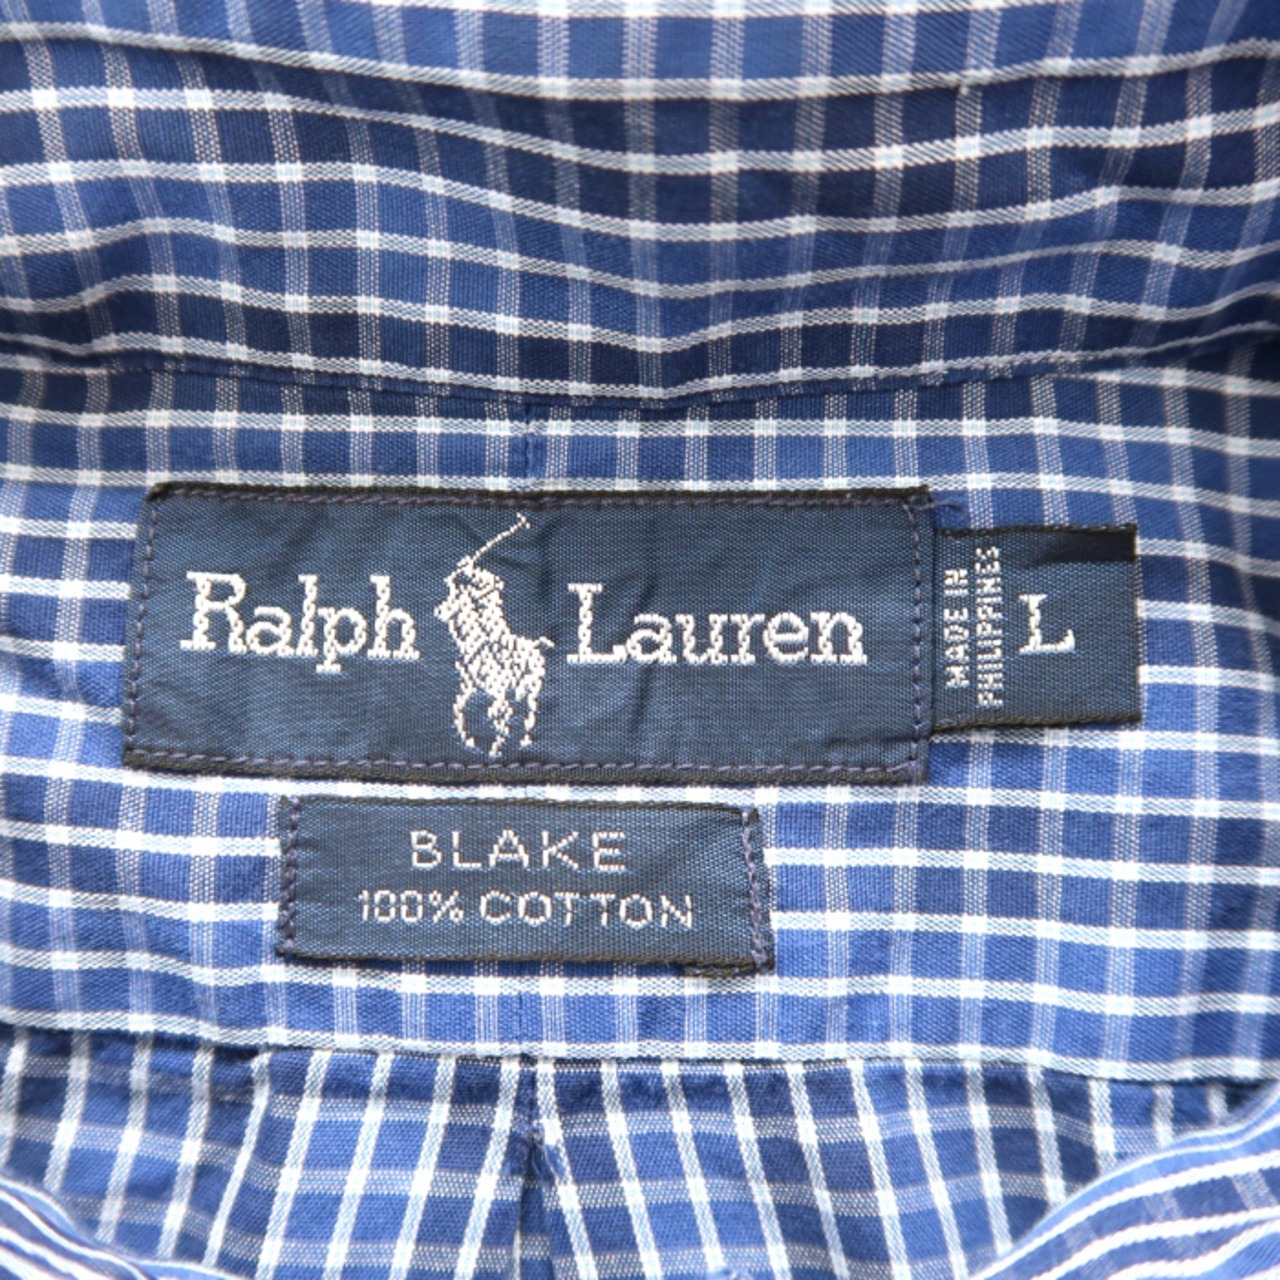 Ralph Lauren
MADE IN
PHILIPPINES
L
BLAKE
100% COTTON